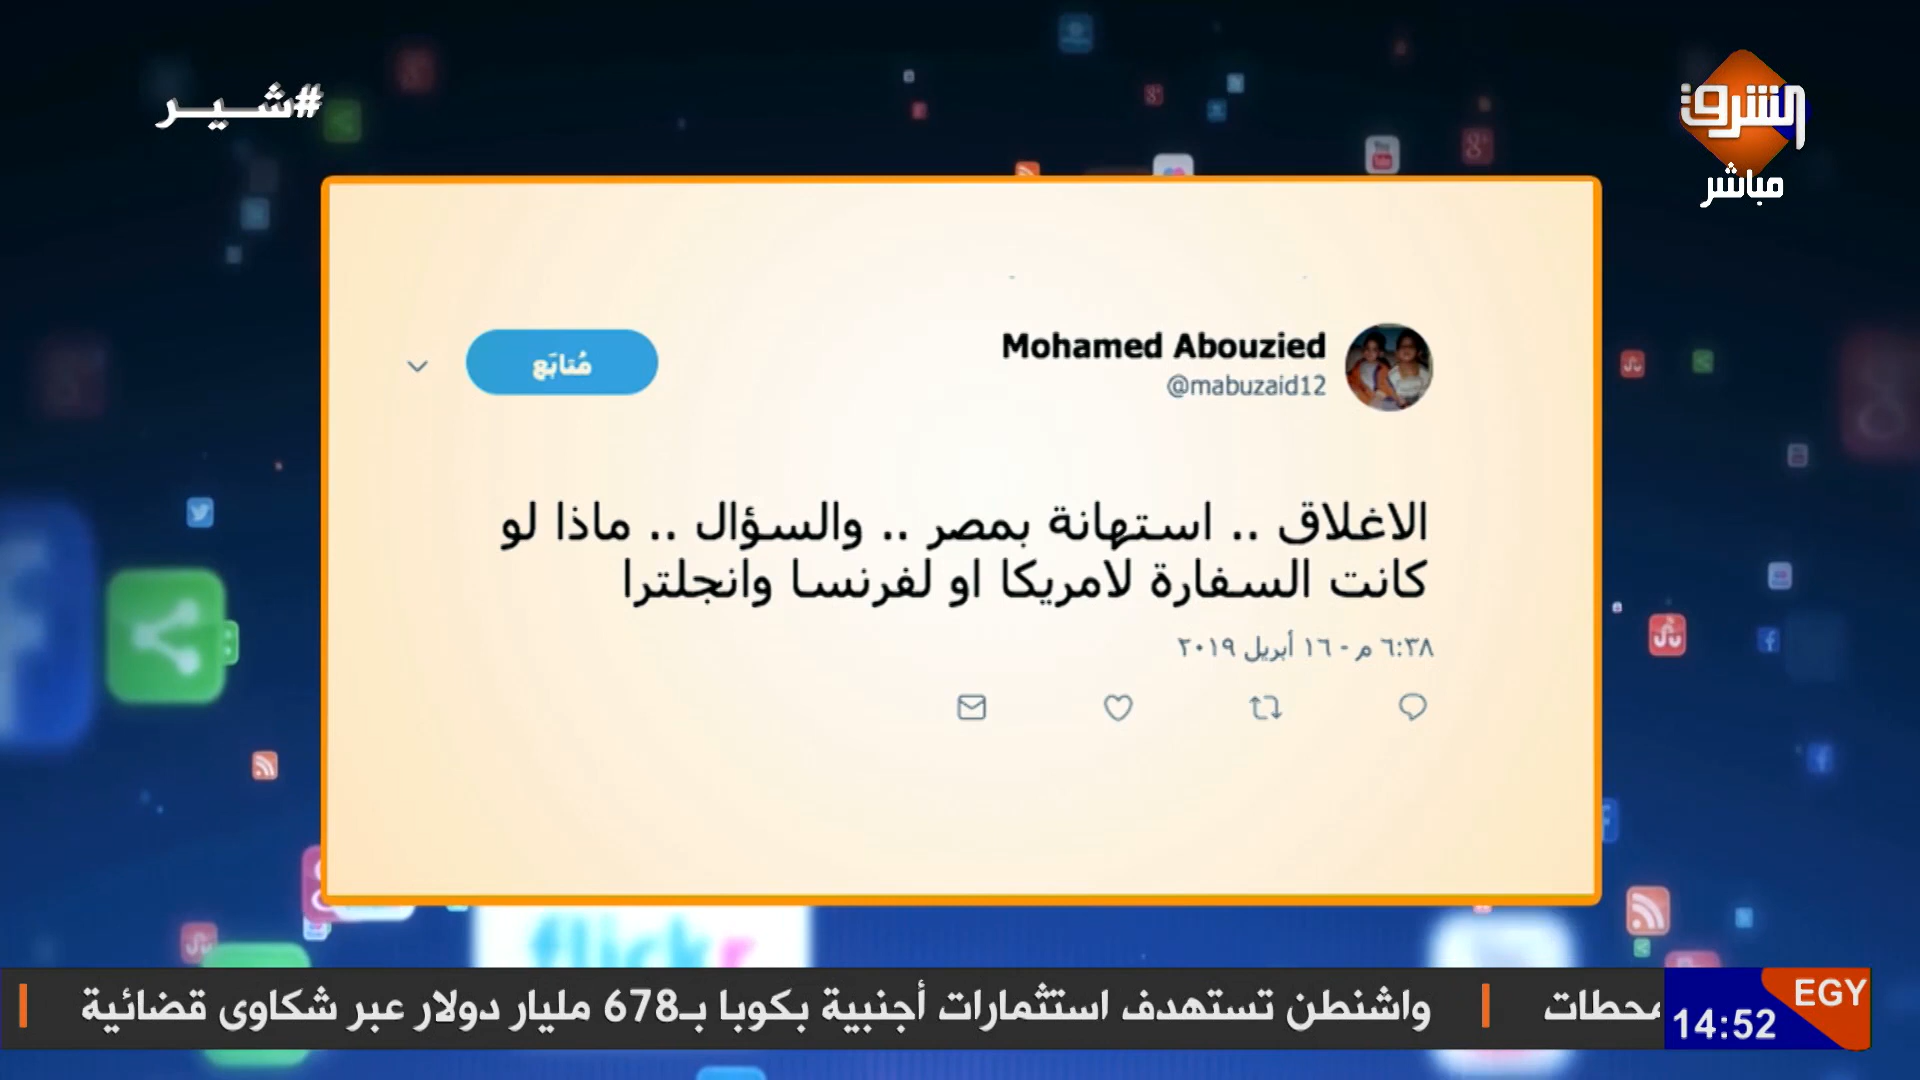 #شير
الشرق
مباشر
Mohamed Abouzied
@mabuzaid12
مُتابَع
الاغلاق .. استهانة بمصر .. والسؤال .. ماذا لو
كانت السفارة لامريكا او لفرنسا وانجلترا
٦:٣٨ م - ١٦ أبريل ٢٠١٩
flickr
محطات
واشنطن تستهدف استثمارات أجنبية بكوبا بـ678 مليار دولار عبر شكاوى قضائية
EGY
14:52